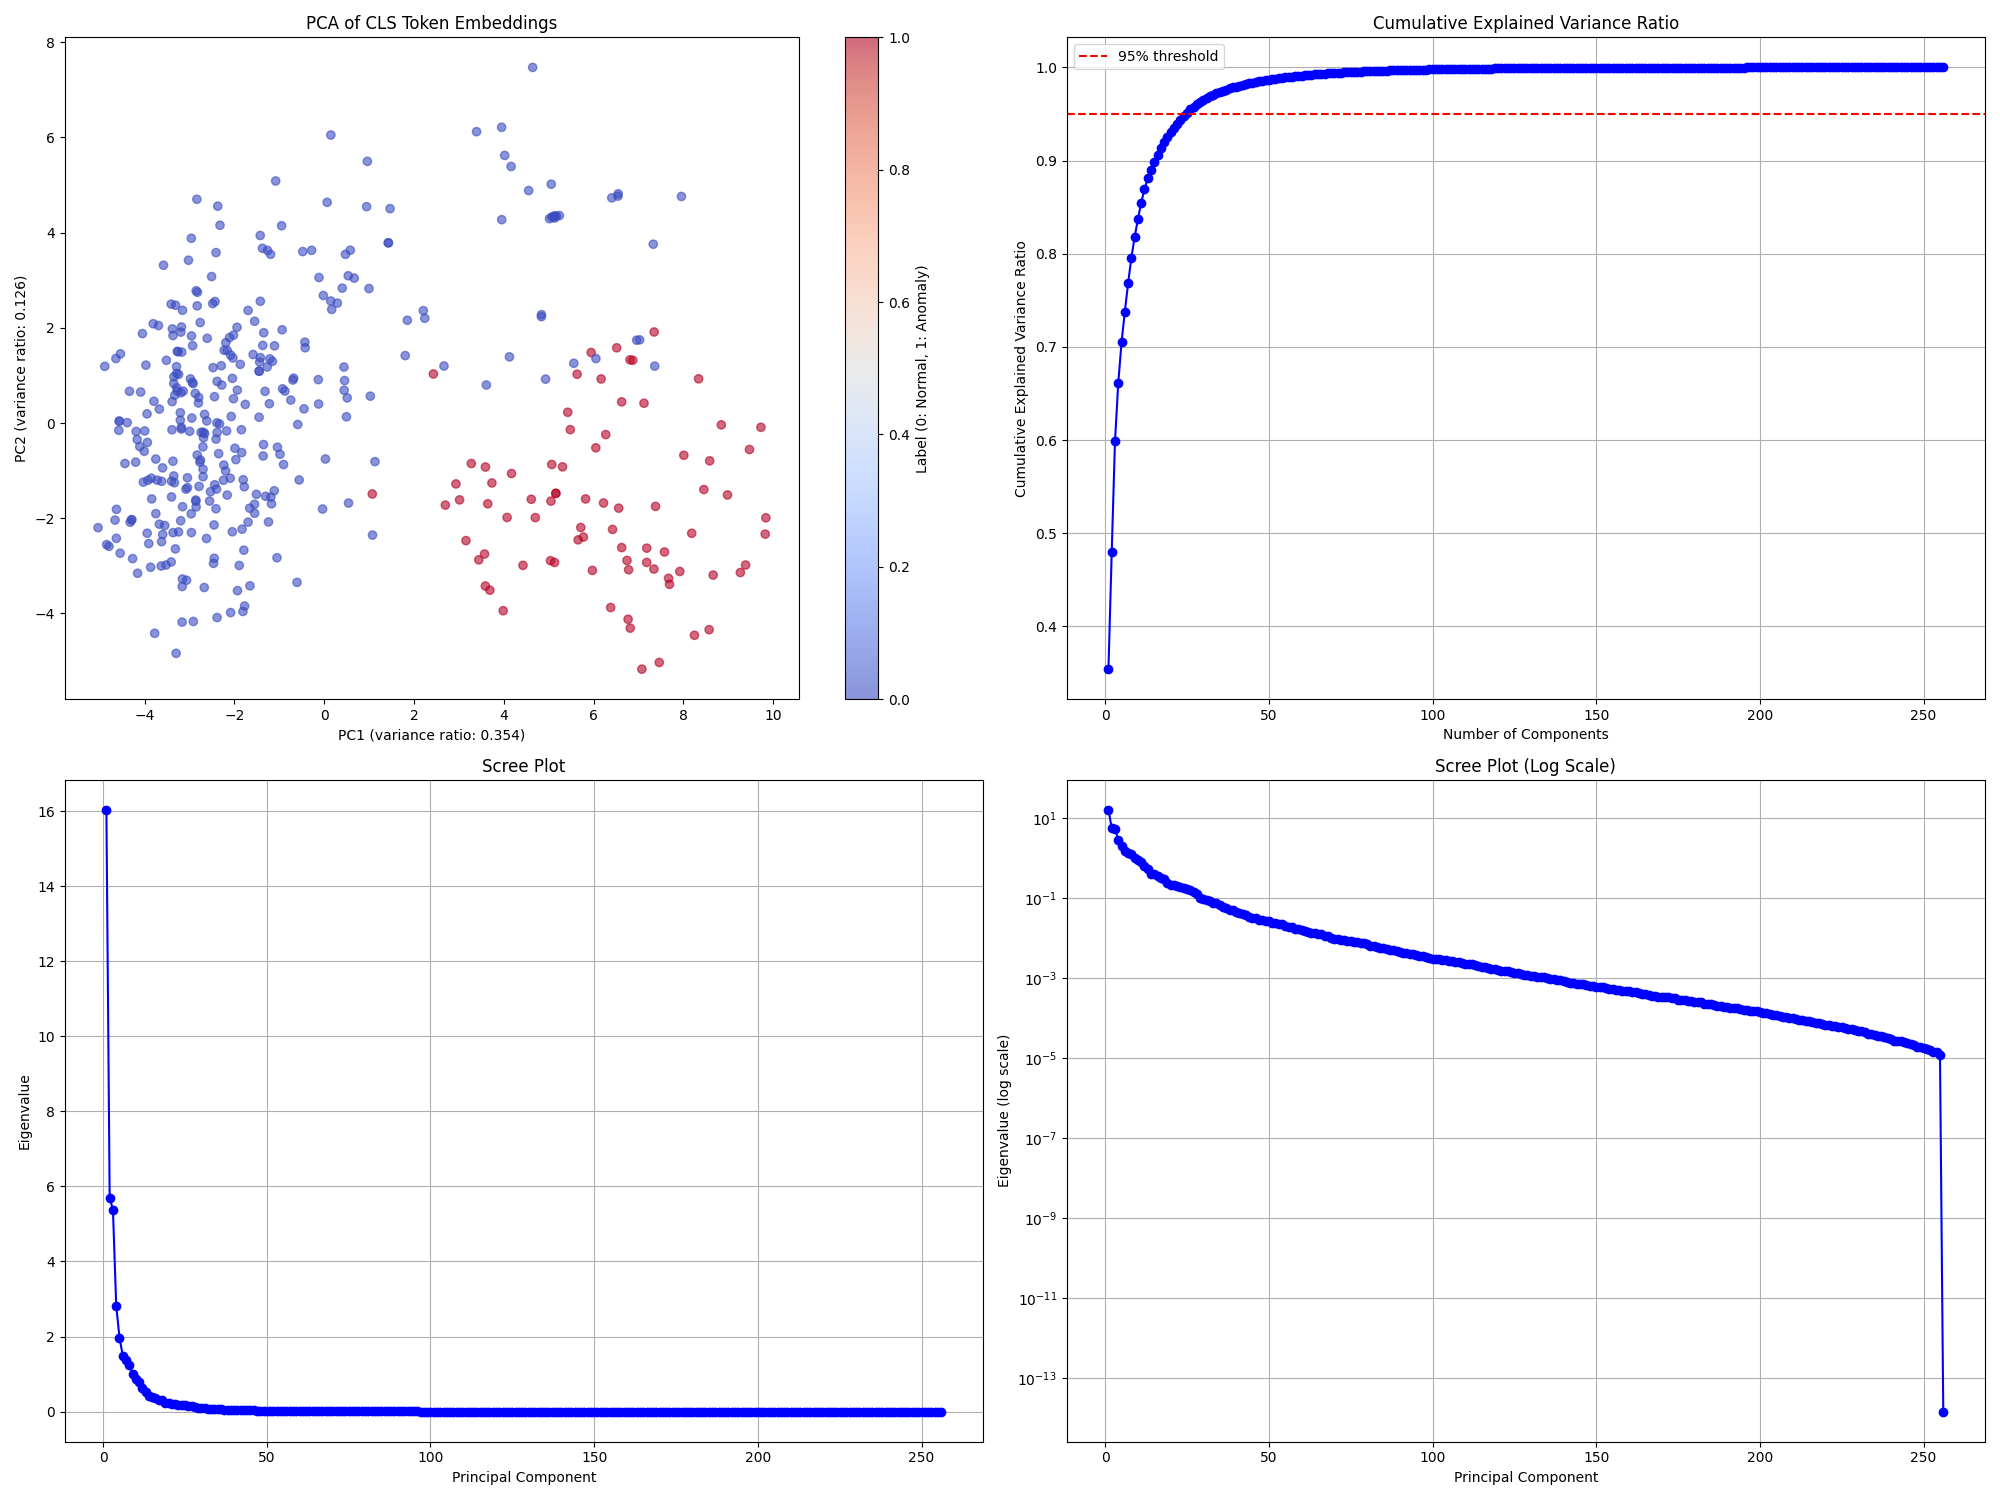 PCA of CLS Token Embeddings
8
6
4
2
0
−2
−4
PC2 (variance ratio: 0.126)
−4 −2 0 2 4 6 8 10
PC1 (variance ratio: 0.354)
1.0
0.8
0.6
0.4
0.2
0.0
Label (0: Normal, 1: Anomaly)
Cumulative Explained Variance Ratio
95% threshold
1.0
0.9
0.8
0.7
0.6
0.5
0.4
Cumulative Explained Variance Ratio
0 50 100 150 200 250
Number of Components
Scree Plot
16
14
12
10
8
6
4
2
0
Eigenvalue
0 50 100 150 200 250
Principal Component
Scree Plot (Log Scale)
10¹
10⁻¹
10⁻³
10⁻⁵
10⁻⁷
10⁻⁹
10⁻¹¹
10⁻¹³
Eigenvalue (log scale)
0 50 100 150 200 250
Principal Component